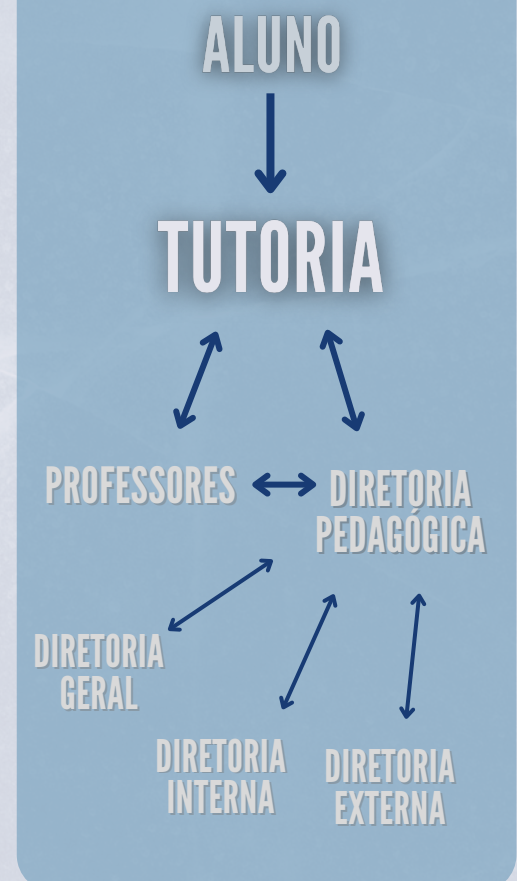 ALUNO
TUTORIA
PROFESSORES
DIRETORIA
PEDAGÓGICA
DIRETORIA
GERAL
DIRETORIA
INTERNA
DIRETORIA
EXTERNA